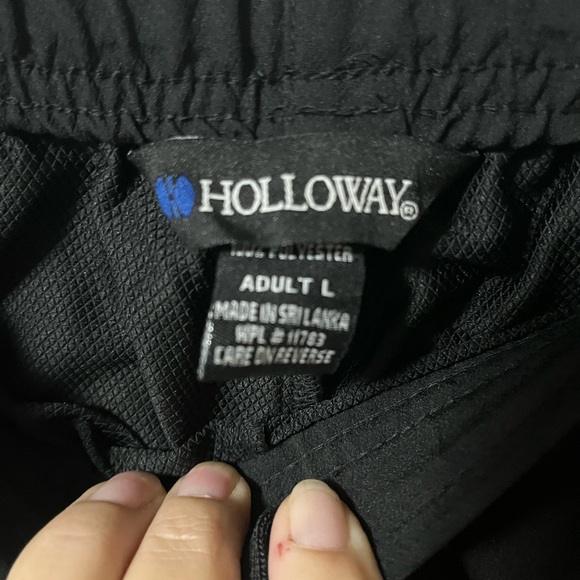 HOLLOWAY®
100% POLYESTER
ADULT L
MADE IN SRI LANKA
WPL # 11783
CARE ON REVERSE